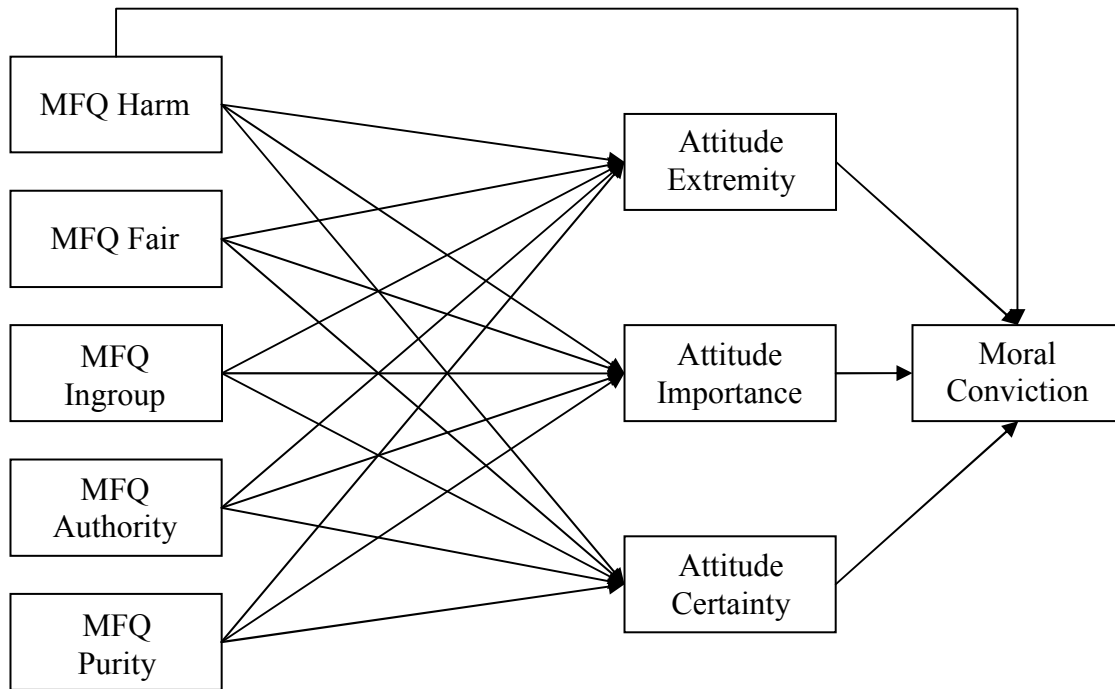 MFQ Harm
MFQ Fair
MFQ
Ingroup
MFQ
Authority
MFQ
Purity
Attitude
Extremity
Attitude
Importance
Attitude
Certainty
Moral
Conviction